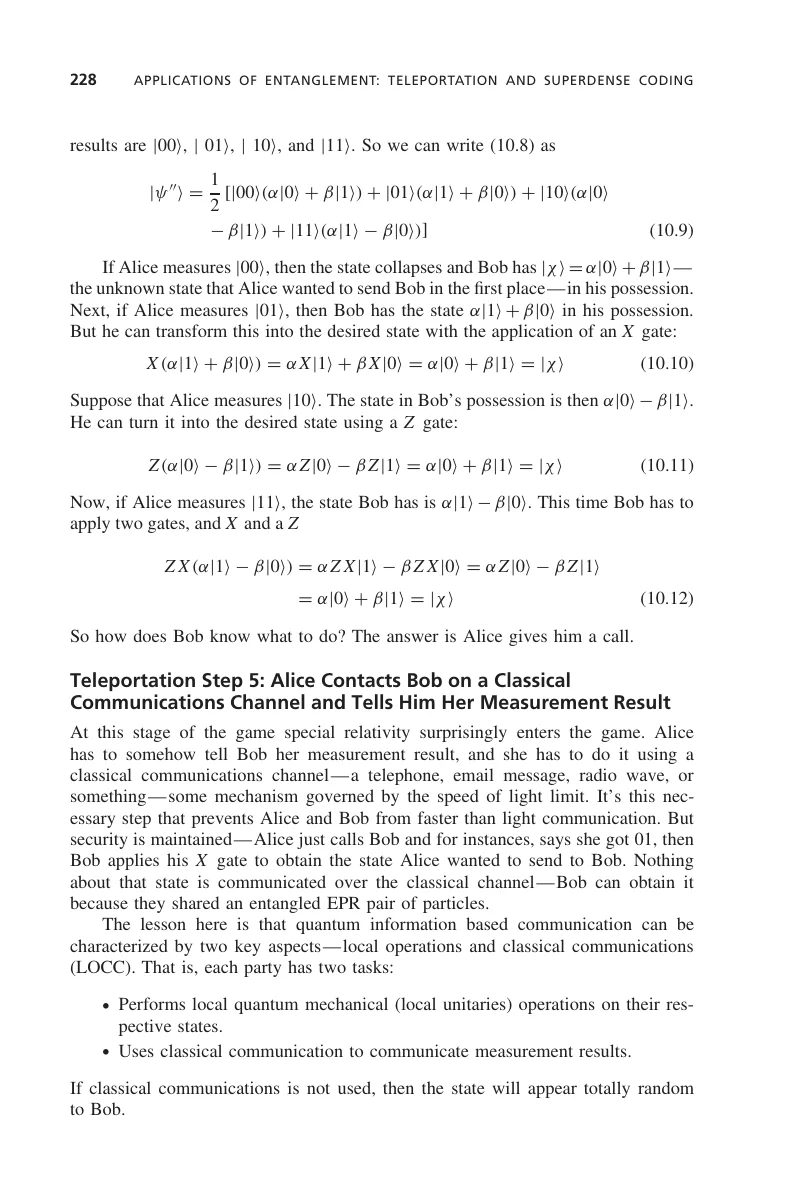 228 APPLICATIONS OF ENTANGLEMENT: TELEPORTATION AND SUPERDENSE CODING
results are |00⟩, | 01⟩, | 10⟩, and |11⟩. So we can write (10.8) as
|ψ″⟩ = 1/2 [|00⟩(α|0⟩ + β|1⟩) + |01⟩(α|1⟩ + β|0⟩) + |10⟩(α|0⟩
− β|1⟩) + |11⟩(α|1⟩ − β|0⟩)] (10.9)
If Alice measures |00⟩, then the state collapses and Bob has |χ⟩ = α|0⟩ + β|1⟩—
the unknown state that Alice wanted to send Bob in the first place—in his possession.
Next, if Alice measures |01⟩, then Bob has the state α|1⟩ + β|0⟩ in his possession.
But he can transform this into the desired state with the application of an X gate:
X(α|1⟩ + β|0⟩) = αX|1⟩ + βX|0⟩ = α|0⟩ + β|1⟩ = |χ⟩ (10.10)
Suppose that Alice measures |10⟩. The state in Bob's possession is then α|0⟩ − β|1⟩.
He can turn it into the desired state using a Z gate:
Z(α|0⟩ − β|1⟩) = αZ|0⟩ − βZ|1⟩ = α|0⟩ + β|1⟩ = |χ⟩ (10.11)
Now, if Alice measures |11⟩, the state Bob has is α|1⟩ − β|0⟩. This time Bob has to
apply two gates, and X and a Z
ZX(α|1⟩ − β|0⟩) = αZX|1⟩ − βZX|0⟩ = αZ|0⟩ − βZ|1⟩
= α|0⟩ + β|1⟩ = |χ⟩ (10.12)
So how does Bob know what to do? The answer is Alice gives him a call.
Teleportation Step 5: Alice Contacts Bob on a Classical
Communications Channel and Tells Him Her Measurement Result
At this stage of the game special relativity surprisingly enters the game. Alice
has to somehow tell Bob her measurement result, and she has to do it using a
classical communications channel—a telephone, email message, radio wave, or
something—some mechanism governed by the speed of light limit. It's this nec-
essary step that prevents Alice and Bob from faster than light communication. But
security is maintained—Alice just calls Bob and for instances, says she got 01, then
Bob applies his X gate to obtain the state Alice wanted to send to Bob. Nothing
about that state is communicated over the classical channel—Bob can obtain it
because they shared an entangled EPR pair of particles.
The lesson here is that quantum information based communication can be
characterized by two key aspects—local operations and classical communications
(LOCC). That is, each party has two tasks:
• Performs local quantum mechanical (local unitaries) operations on their res-
pective states.
• Uses classical communication to communicate measurement results.
If classical communications is not used, then the state will appear totally random
to Bob.